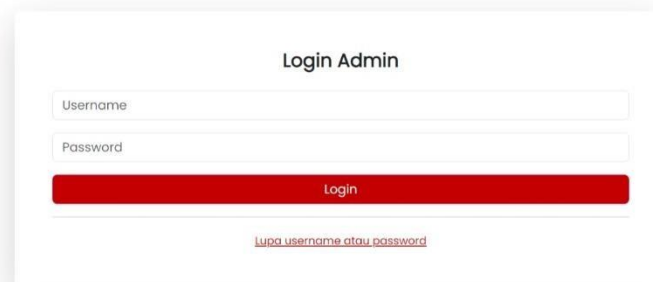 Login Admin
Username
Password
Login
Lupa username atau password